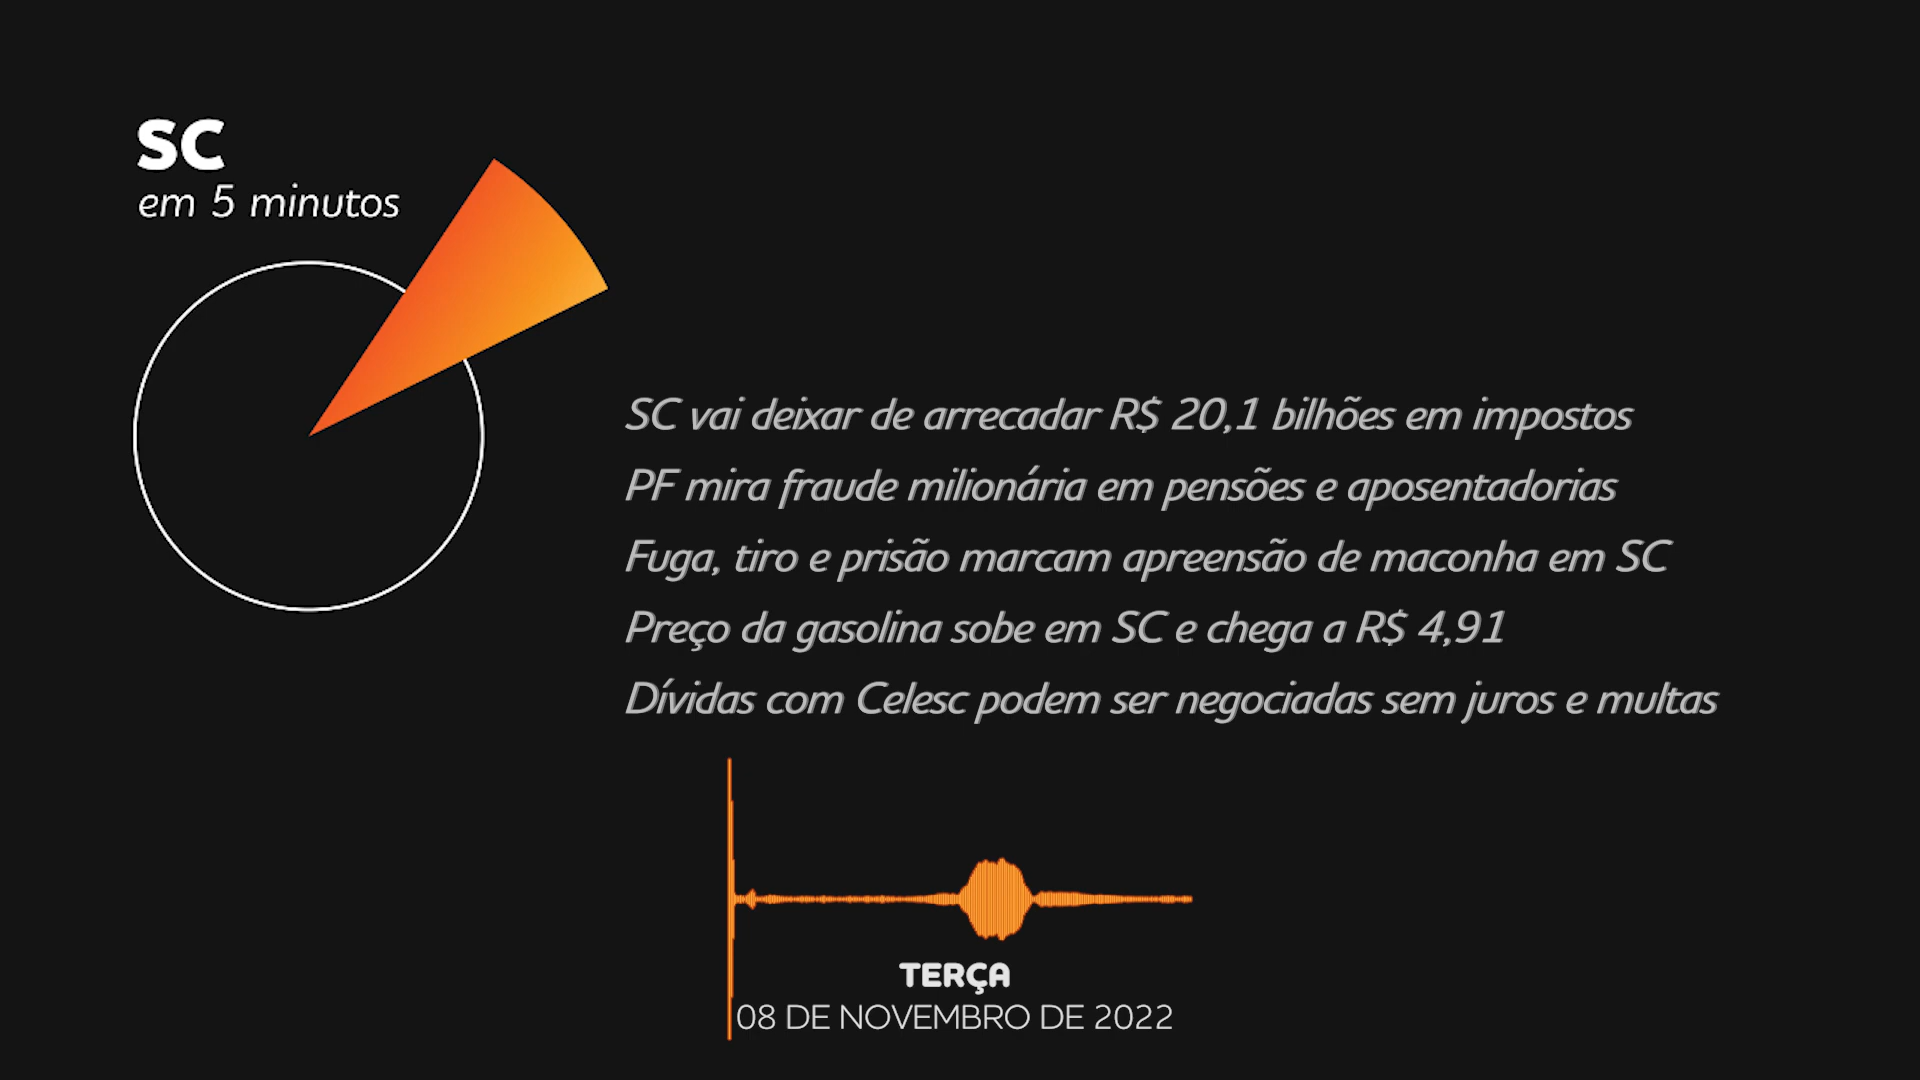 SC
em 5 minutos
SC vai deixar de arrecadar R$ 20,1 bilhões em impostos
PF mira fraude milionária em pensões e aposentadorias
Fuga, tiro e prisão marcam apreensão de maconha em SC
Preço da gasolina sobe em SC e chega a R$ 4,91
Dívidas com Celesc podem ser negociadas sem juros e multas
TERÇA
08 DE NOVEMBRO DE 2022